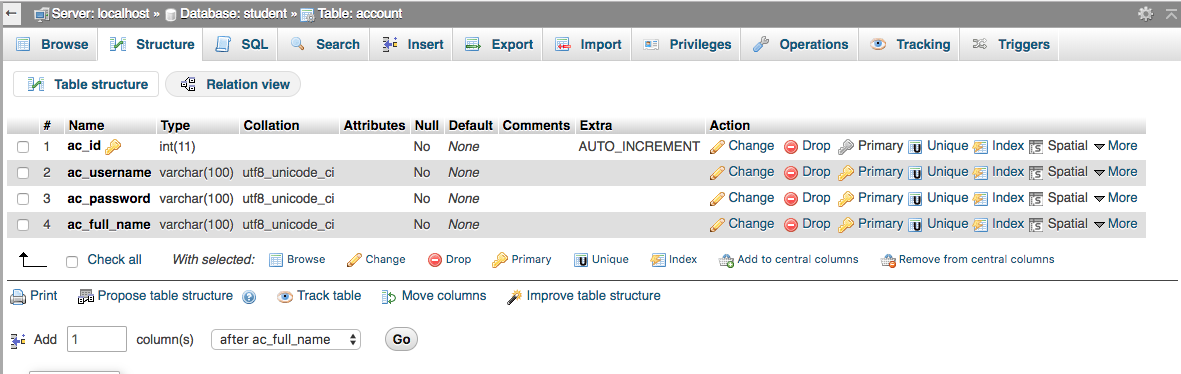 Server: localhost » Database: student » Table: account
Browse Structure SQL Search Insert Export Import Privileges Operations Tracking Triggers
Table structure Relation view
# Name Type Collation Attributes Null Default Comments Extra Action
1 ac_id int(11) No None AUTO_INCREMENT Change Drop Primary Unique Index Spatial More
2 ac_username varchar(100) utf8_unicode_ci No None Change Drop Primary Unique Index Spatial More
3 ac_password varchar(100) utf8_unicode_ci No None Change Drop Primary Unique Index Spatial More
4 ac_full_name varchar(100) utf8_unicode_ci No None Change Drop Primary Unique Index Spatial More
Check all With selected: Browse Change Drop Primary Unique Index Add to central columns Remove from central columns
Print Propose table structure Track table Move columns Improve table structure
Add 1 column(s) after ac_full_name Go